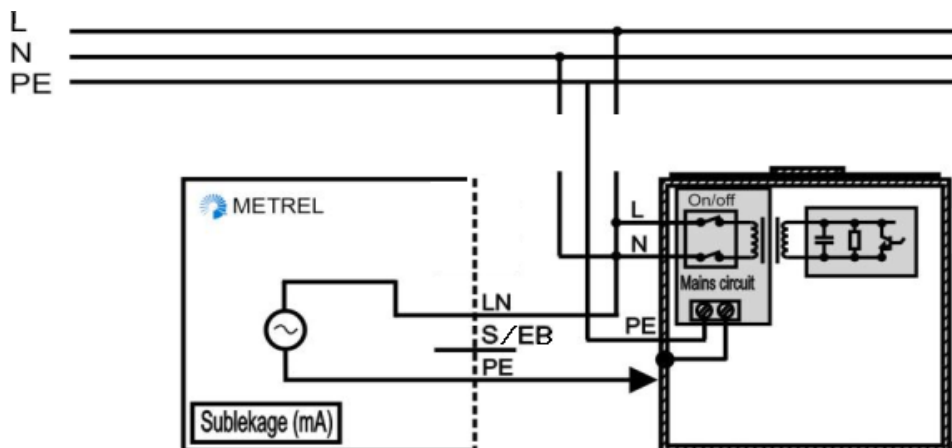 L
N
PE
METREL
On/off
L
N
Mains circuit
LN
S/EB
PE
PE
Sublekage (mA)